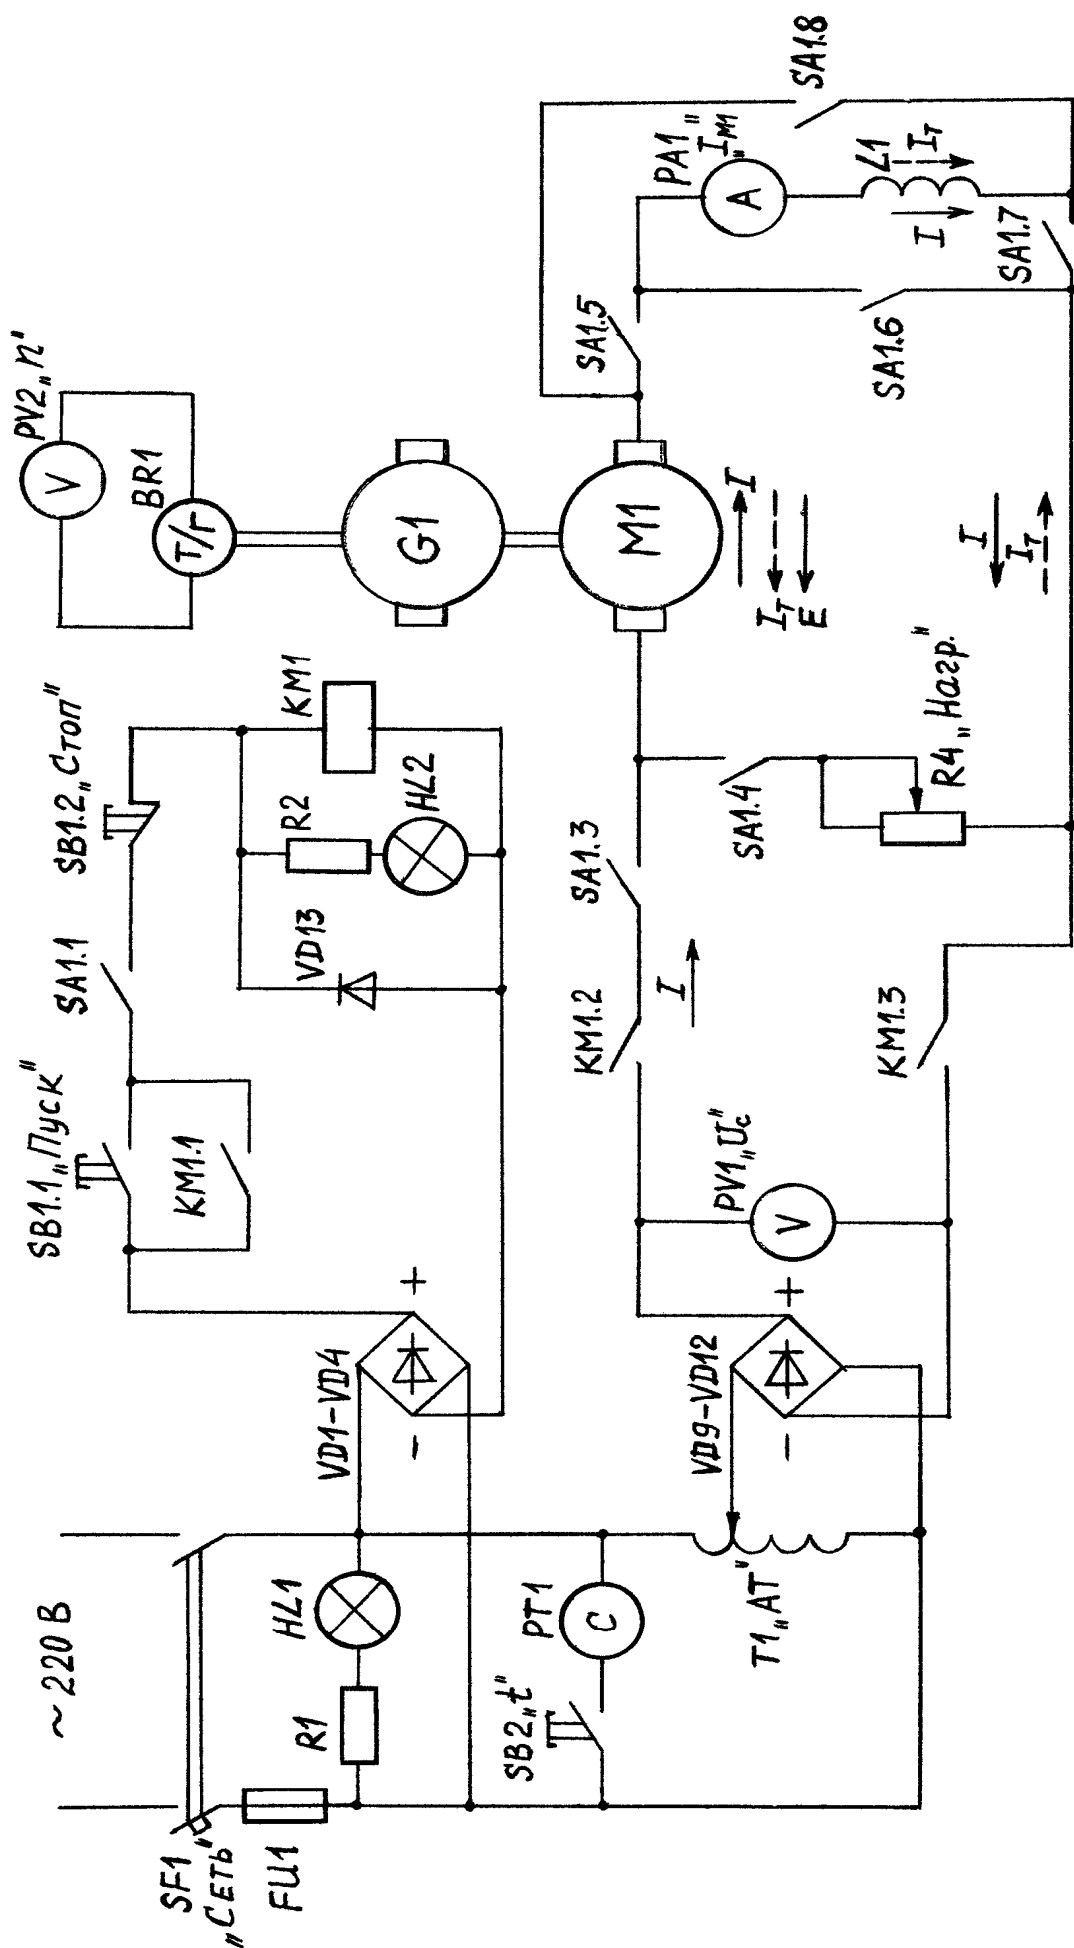 ~220 В
SF1
„Сеть"
FU1
R1
HL1
SB2„t"
PT1
С
T1„AT"
VD1-VD4
+
-
VD9-VD12
+
-
PV1„Uc"
V
SB1.1„Пуск"
KM1.1
SA1.1
SB1.2„Стоп"
VD13
R2
HL2
KM1
KM1.2
I
SA1.3
KM1.3
SA1.4
R4„Нагр."
I
Iт
PV2„n"
V
BR1
Т/г
G1
M1
I
Iт
E
SA1.5
SA1.6
SA1.7
SA1.8
PA1
„IM1"
A
L1
I
Iт